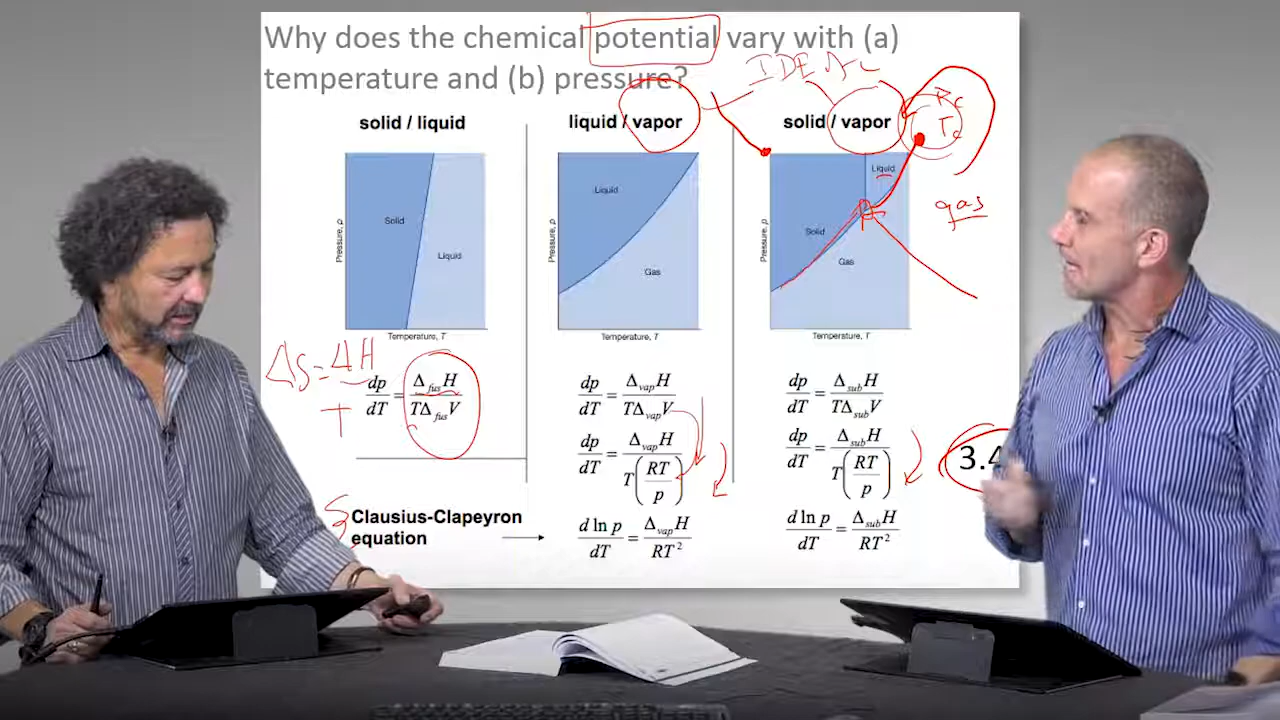 Why does the chemical potential vary with (a)
temperature and (b) pressure?
IDEAL
solid / liquid
Pressure, p
Solid
Liquid
Temperature, T
ΔS = ΔH
T
dp/dT = Δ_fus H / TΔ_fus V
Clausius-Clapeyron
equation
liquid / vapor
Pressure, p
Liquid
Gas
Temperature, T
dp/dT = Δ_vap H / TΔ_vap V
dp/dT = Δ_vap H / T(RT/p)
d ln p/dT = Δ_vap H / RT²
solid / vapor
Pressure, p
Liquid
Solid
Gas
Temperature, T
Pc
Tc
gas
dp/dT = Δ_sub H / TΔ_sub V
dp/dT = Δ_sub H / T(RT/p)
d ln p/dT = Δ_sub H / RT²